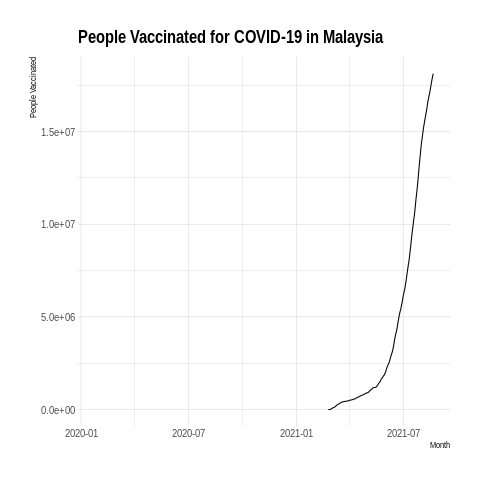 People Vaccinated for COVID-19 in Malaysia
People Vaccinated
1.5e+07
1.0e+07
5.0e+06
0.0e+00
2020-01 2020-07 2021-01 2021-07
Month